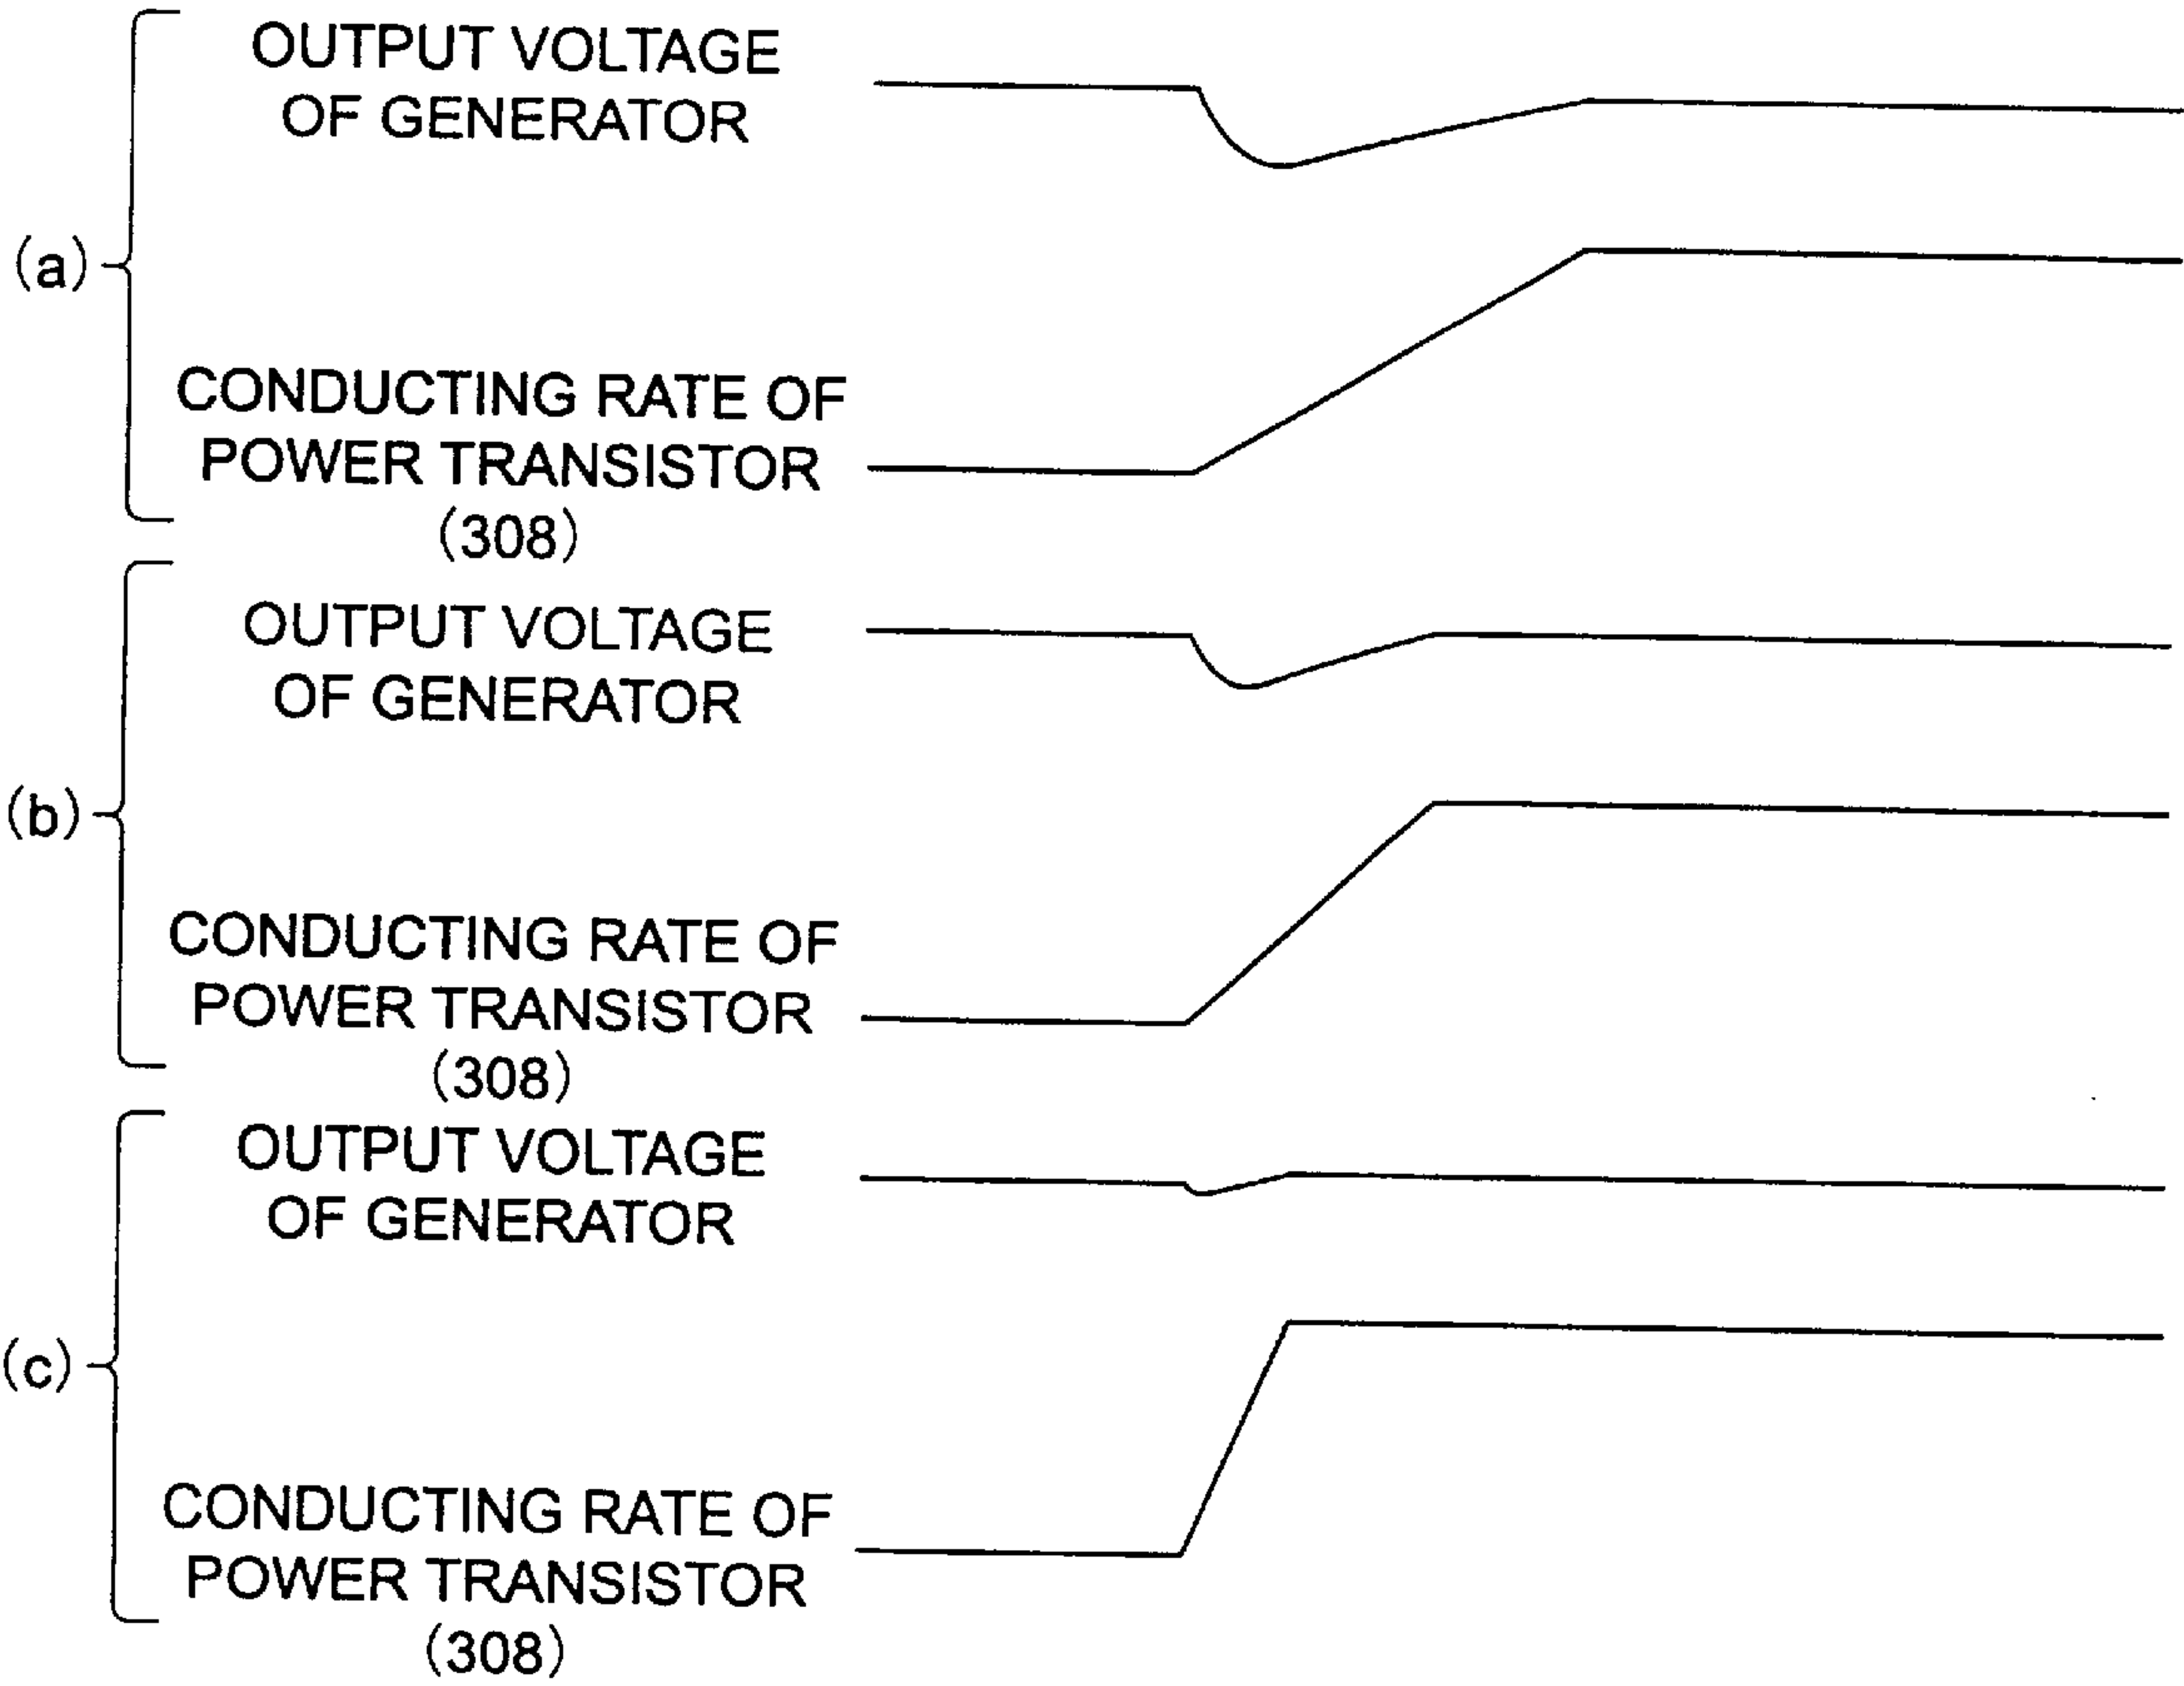 OUTPUT VOLTAGE
OF GENERATOR
(a)
CONDUCTING RATE OF
POWER TRANSISTOR
(308)
OUTPUT VOLTAGE
OF GENERATOR
(b)
CONDUCTING RATE OF
POWER TRANSISTOR
(308)
OUTPUT VOLTAGE
OF GENERATOR
(c)
CONDUCTING RATE OF
POWER TRANSISTOR
(308)